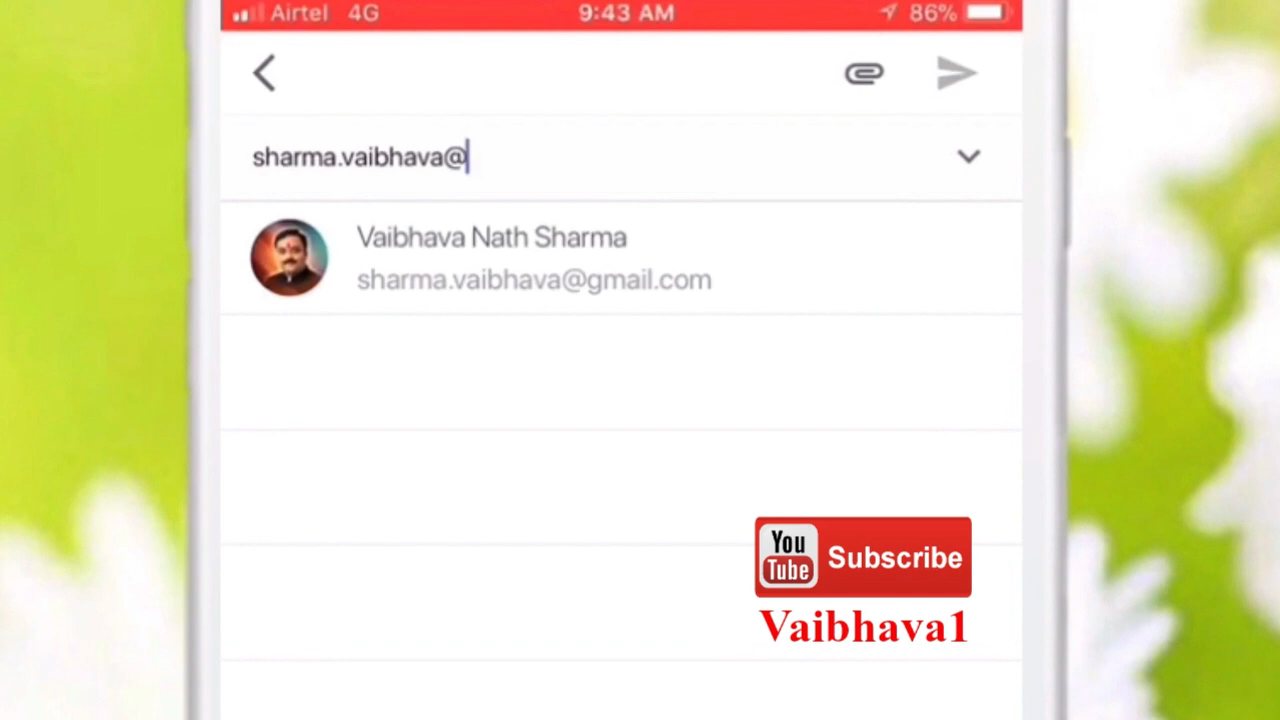 Airtel 4G 9:43 AM 86%
sharma.vaibhava@
Vaibhava Nath Sharma
sharma.vaibhava@gmail.com
You
Tube
Subscribe
Vaibhava1